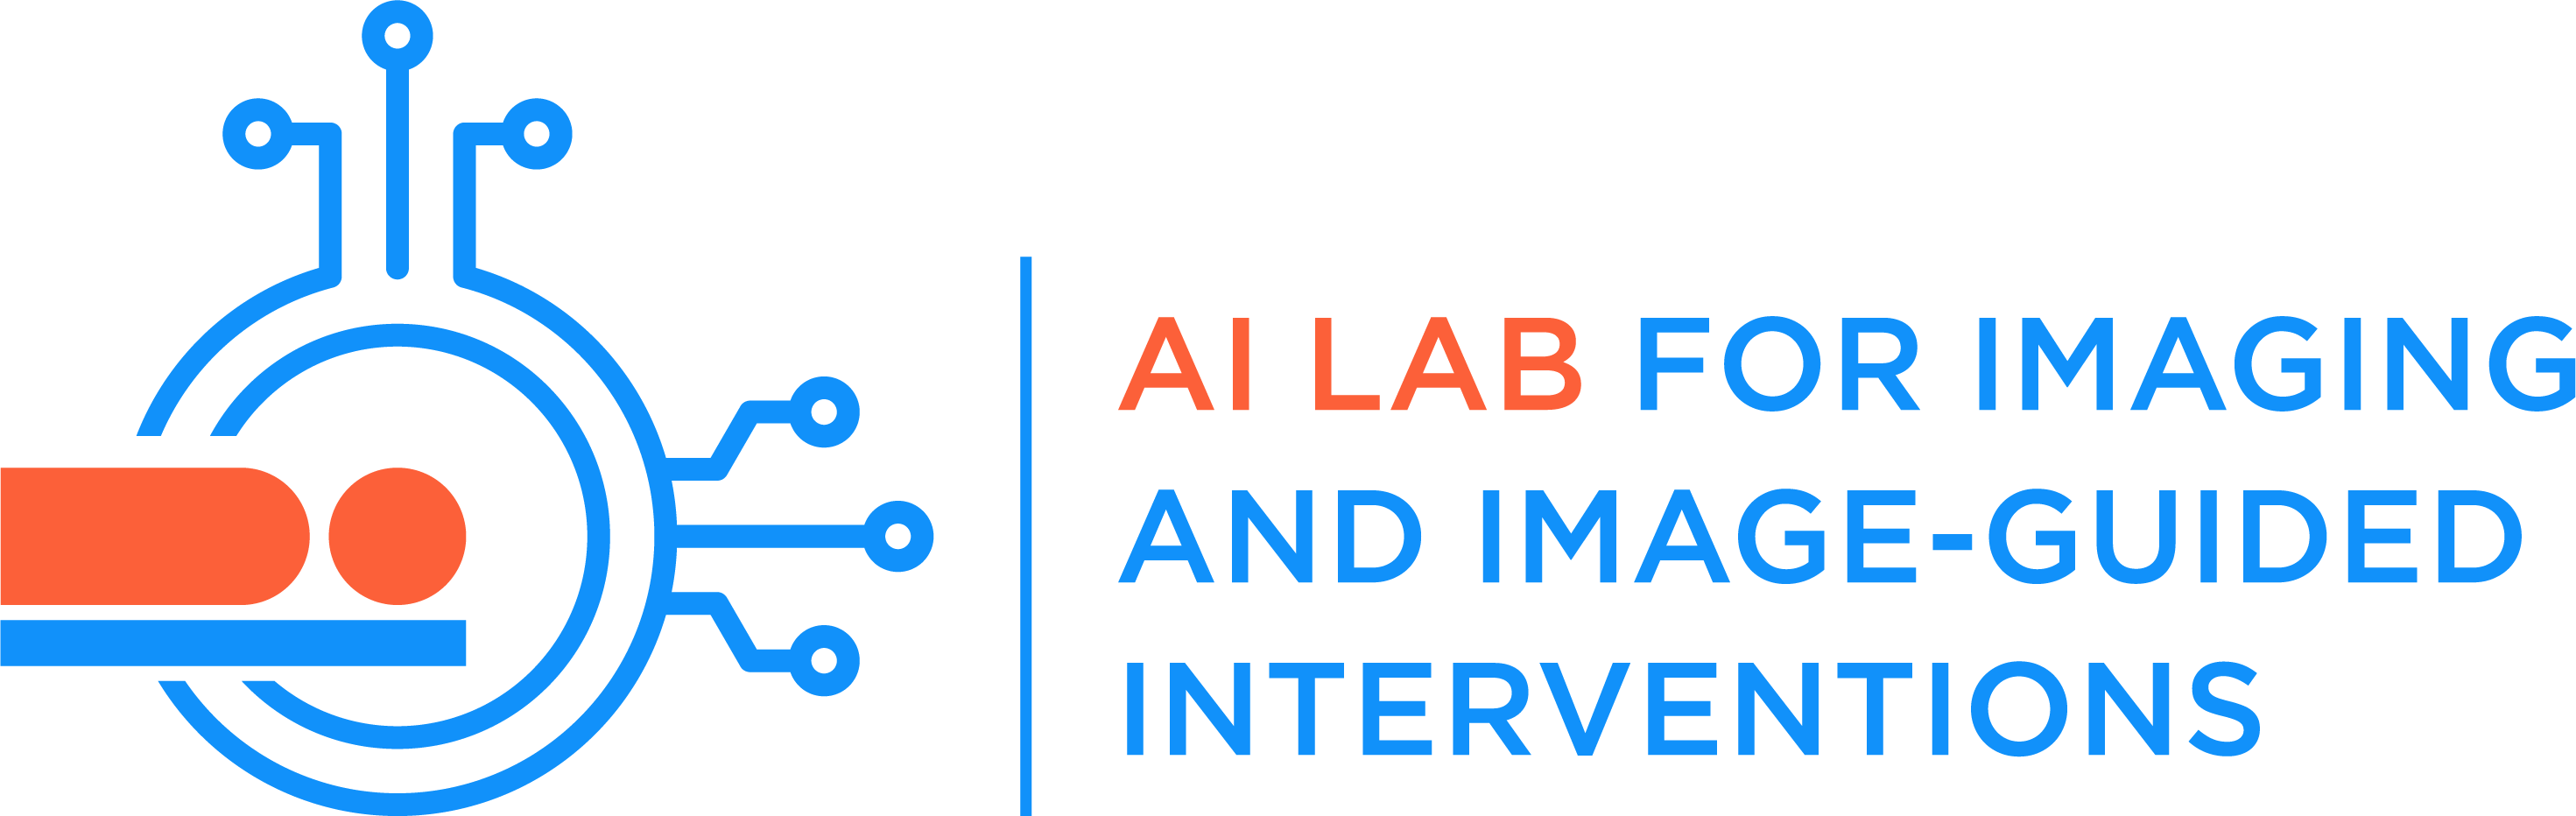 AI LAB FOR IMAGING
AND IMAGE-GUIDED
INTERVENTIONS